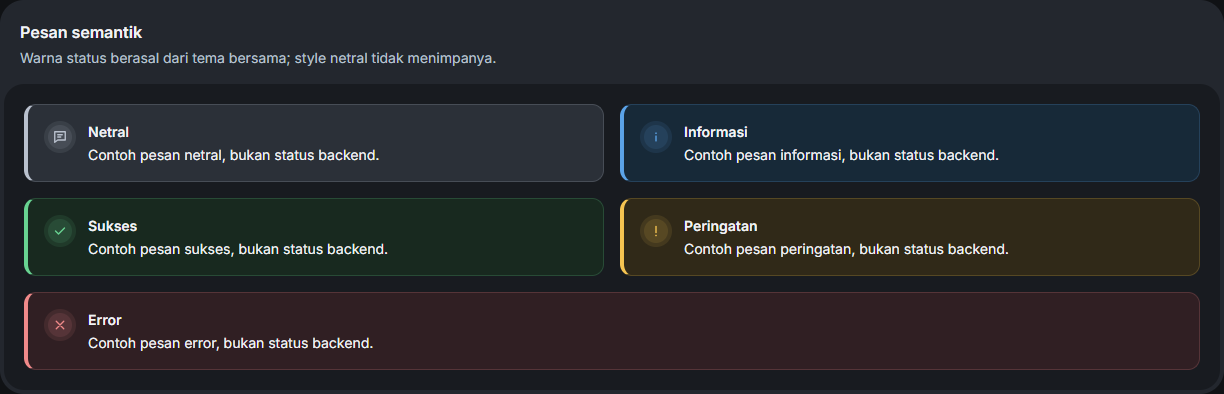 Pesan semantik
Warna status berasal dari tema bersama; style netral tidak menimpanya.
Netral
Contoh pesan netral, bukan status backend.
Informasi
Contoh pesan informasi, bukan status backend.
Sukses
Contoh pesan sukses, bukan status backend.
Peringatan
Contoh pesan peringatan, bukan status backend.
Error
Contoh pesan error, bukan status backend.